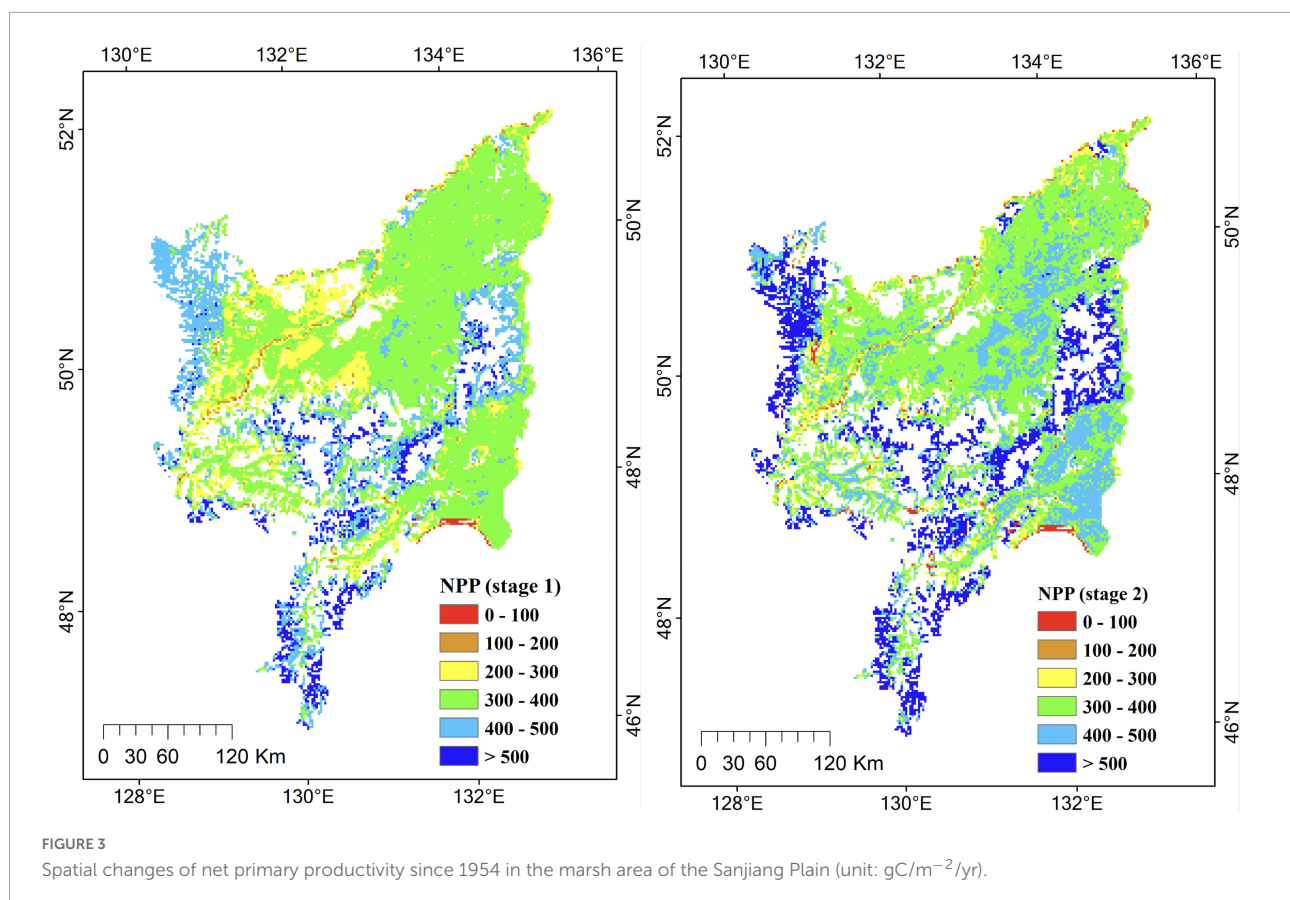 130°E 132°E 134°E 136°E
130°E 132°E 134°E 136°E
52°N
50°N
48°N
50°N
48°N
46°N
NPP (stage 1)
0 - 100
100 - 200
200 - 300
300 - 400
400 - 500
> 500
0 30 60 120 Km
128°E 130°E 132°E
52°N
50°N
48°N
50°N
48°N
46°N
NPP (stage 2)
0 - 100
100 - 200
200 - 300
300 - 400
400 - 500
> 500
0 30 60 120 Km
128°E 130°E 132°E
FIGURE 3
Spatial changes of net primary productivity since 1954 in the marsh area of the Sanjiang Plain (unit: gC/m⁻²/yr).